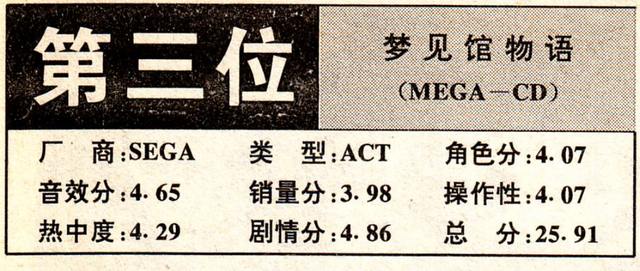 第三位
梦见馆物语
(MEGA－CD)
厂 商:SEGA 类 型:ACT 角色分:4.07
音效分:4.65 销量分:3.98 操作性:4.07
热中度:4.29 剧情分:4.86 总 分:25.91